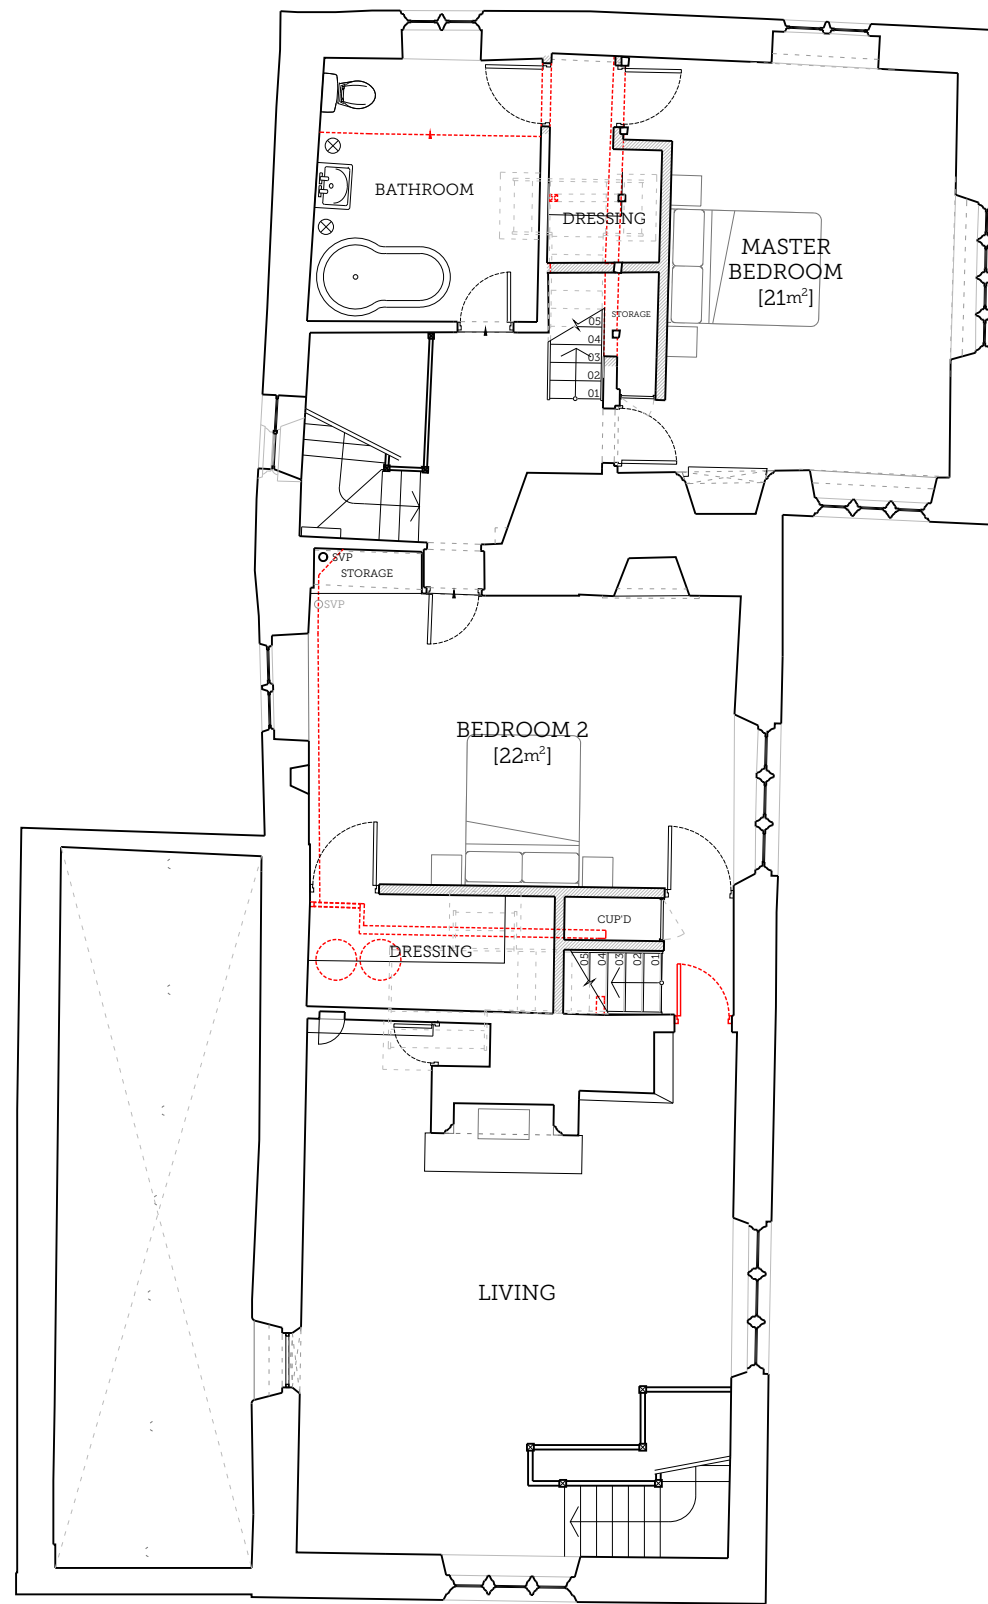 BATHROOM
DRESSING
MASTER
BEDROOM
[21m²]
STORAGE
05
04
03
02
01
SVP
STORAGE
SVP
BEDROOM 2
[22m²]
CUP'D
DRESSING
05
04
03
02
01
LIVING